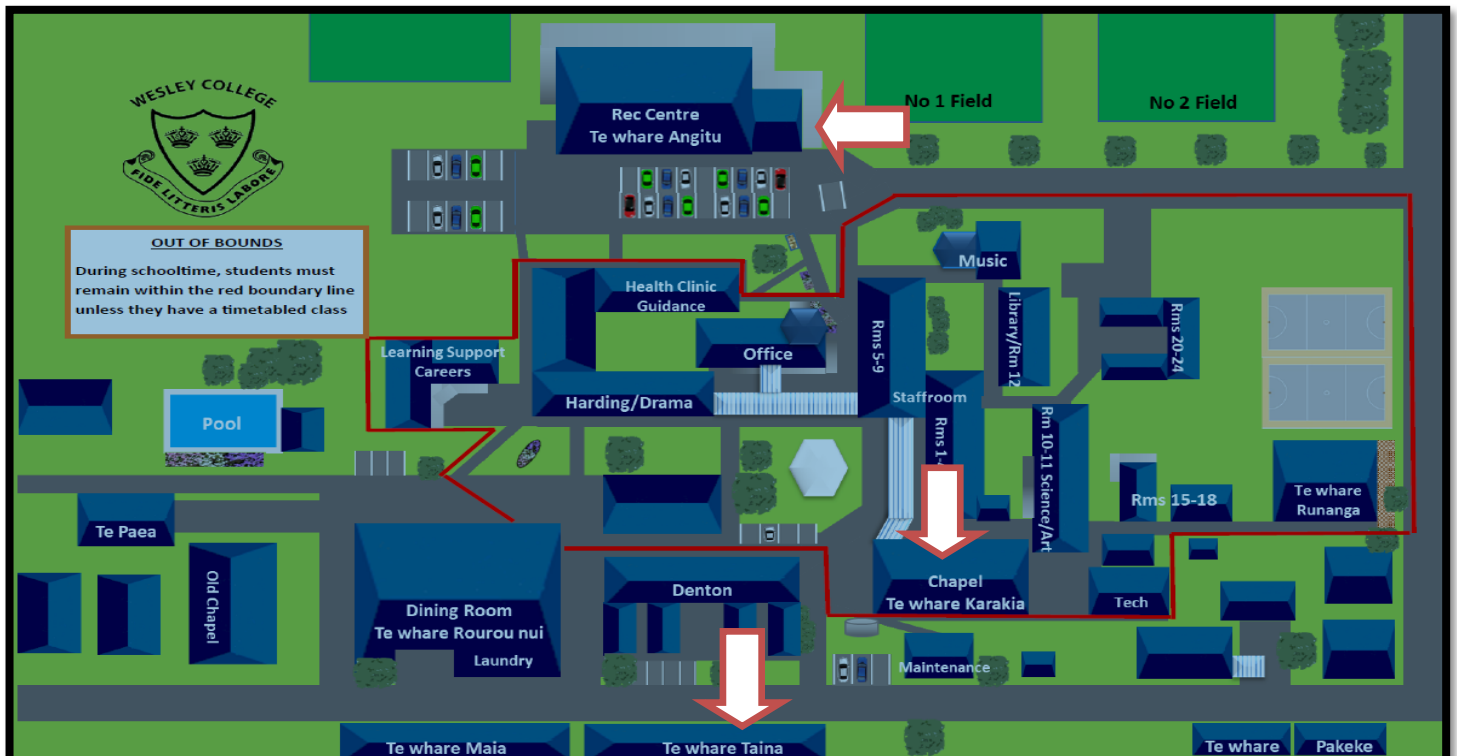 WESLEY COLLEGE
FIDE LITTERIS LABORE
Rec Centre
Te whare Angitu
No 1 Field
No 2 Field
OUT OF BOUNDS
During schooltime, students must
remain within the red boundary line
unless they have a timetabled class
Music
Health Clinic
Guidance
Learning Support
Careers
Office
Rms 5-9
Library/Rm 12
Rms 20-24
Harding/Drama
Staffroom
Pool
Rms 1-
Rm 10-11 Science/Art
Rms 15-18
Te whare
Runanga
Te Paea
Old Chapel
Dining Room
Te whare Rourou nui
Laundry
Denton
Chapel
Te whare Karakia
Tech
Maintenance
Te whare Maia
Te whare Taina
Te whare
Pakeke